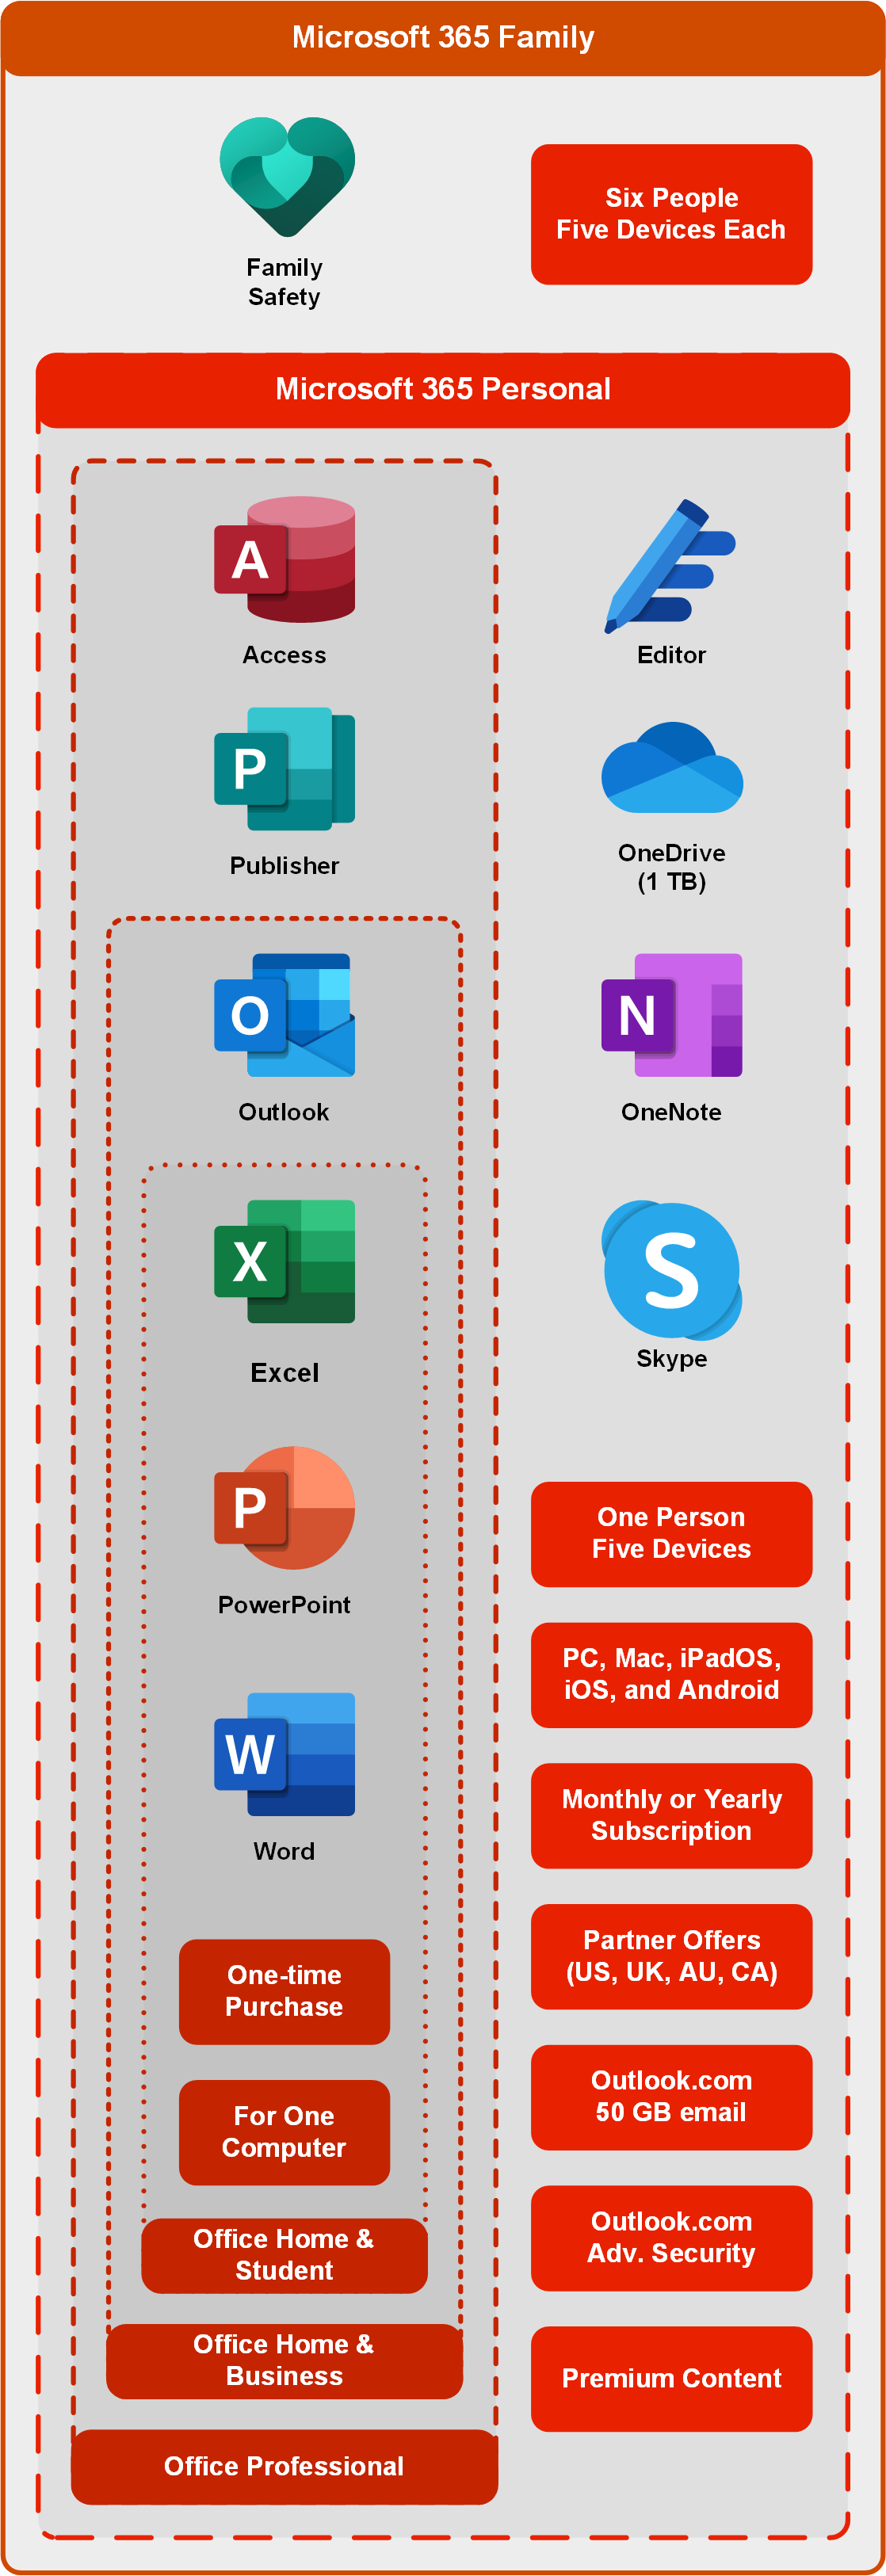 Microsoft 365 Family
Six People
Five Devices Each
Family
Safety
Microsoft 365 Personal
A
Access
Editor
P
Publisher
OneDrive
(1 TB)
O
Outlook
N
OneNote
X
Excel
S
Skype
P
PowerPoint
One Person
Five Devices
PC, Mac, iPadOS,
iOS, and Android
W
Word
Monthly or Yearly
Subscription
One-time
Purchase
Partner Offers
(US, UK, AU, CA)
For One
Computer
Outlook.com
50 GB email
Office Home &
Student
Outlook.com
Adv. Security
Office Home &
Business
Premium Content
Office Professional